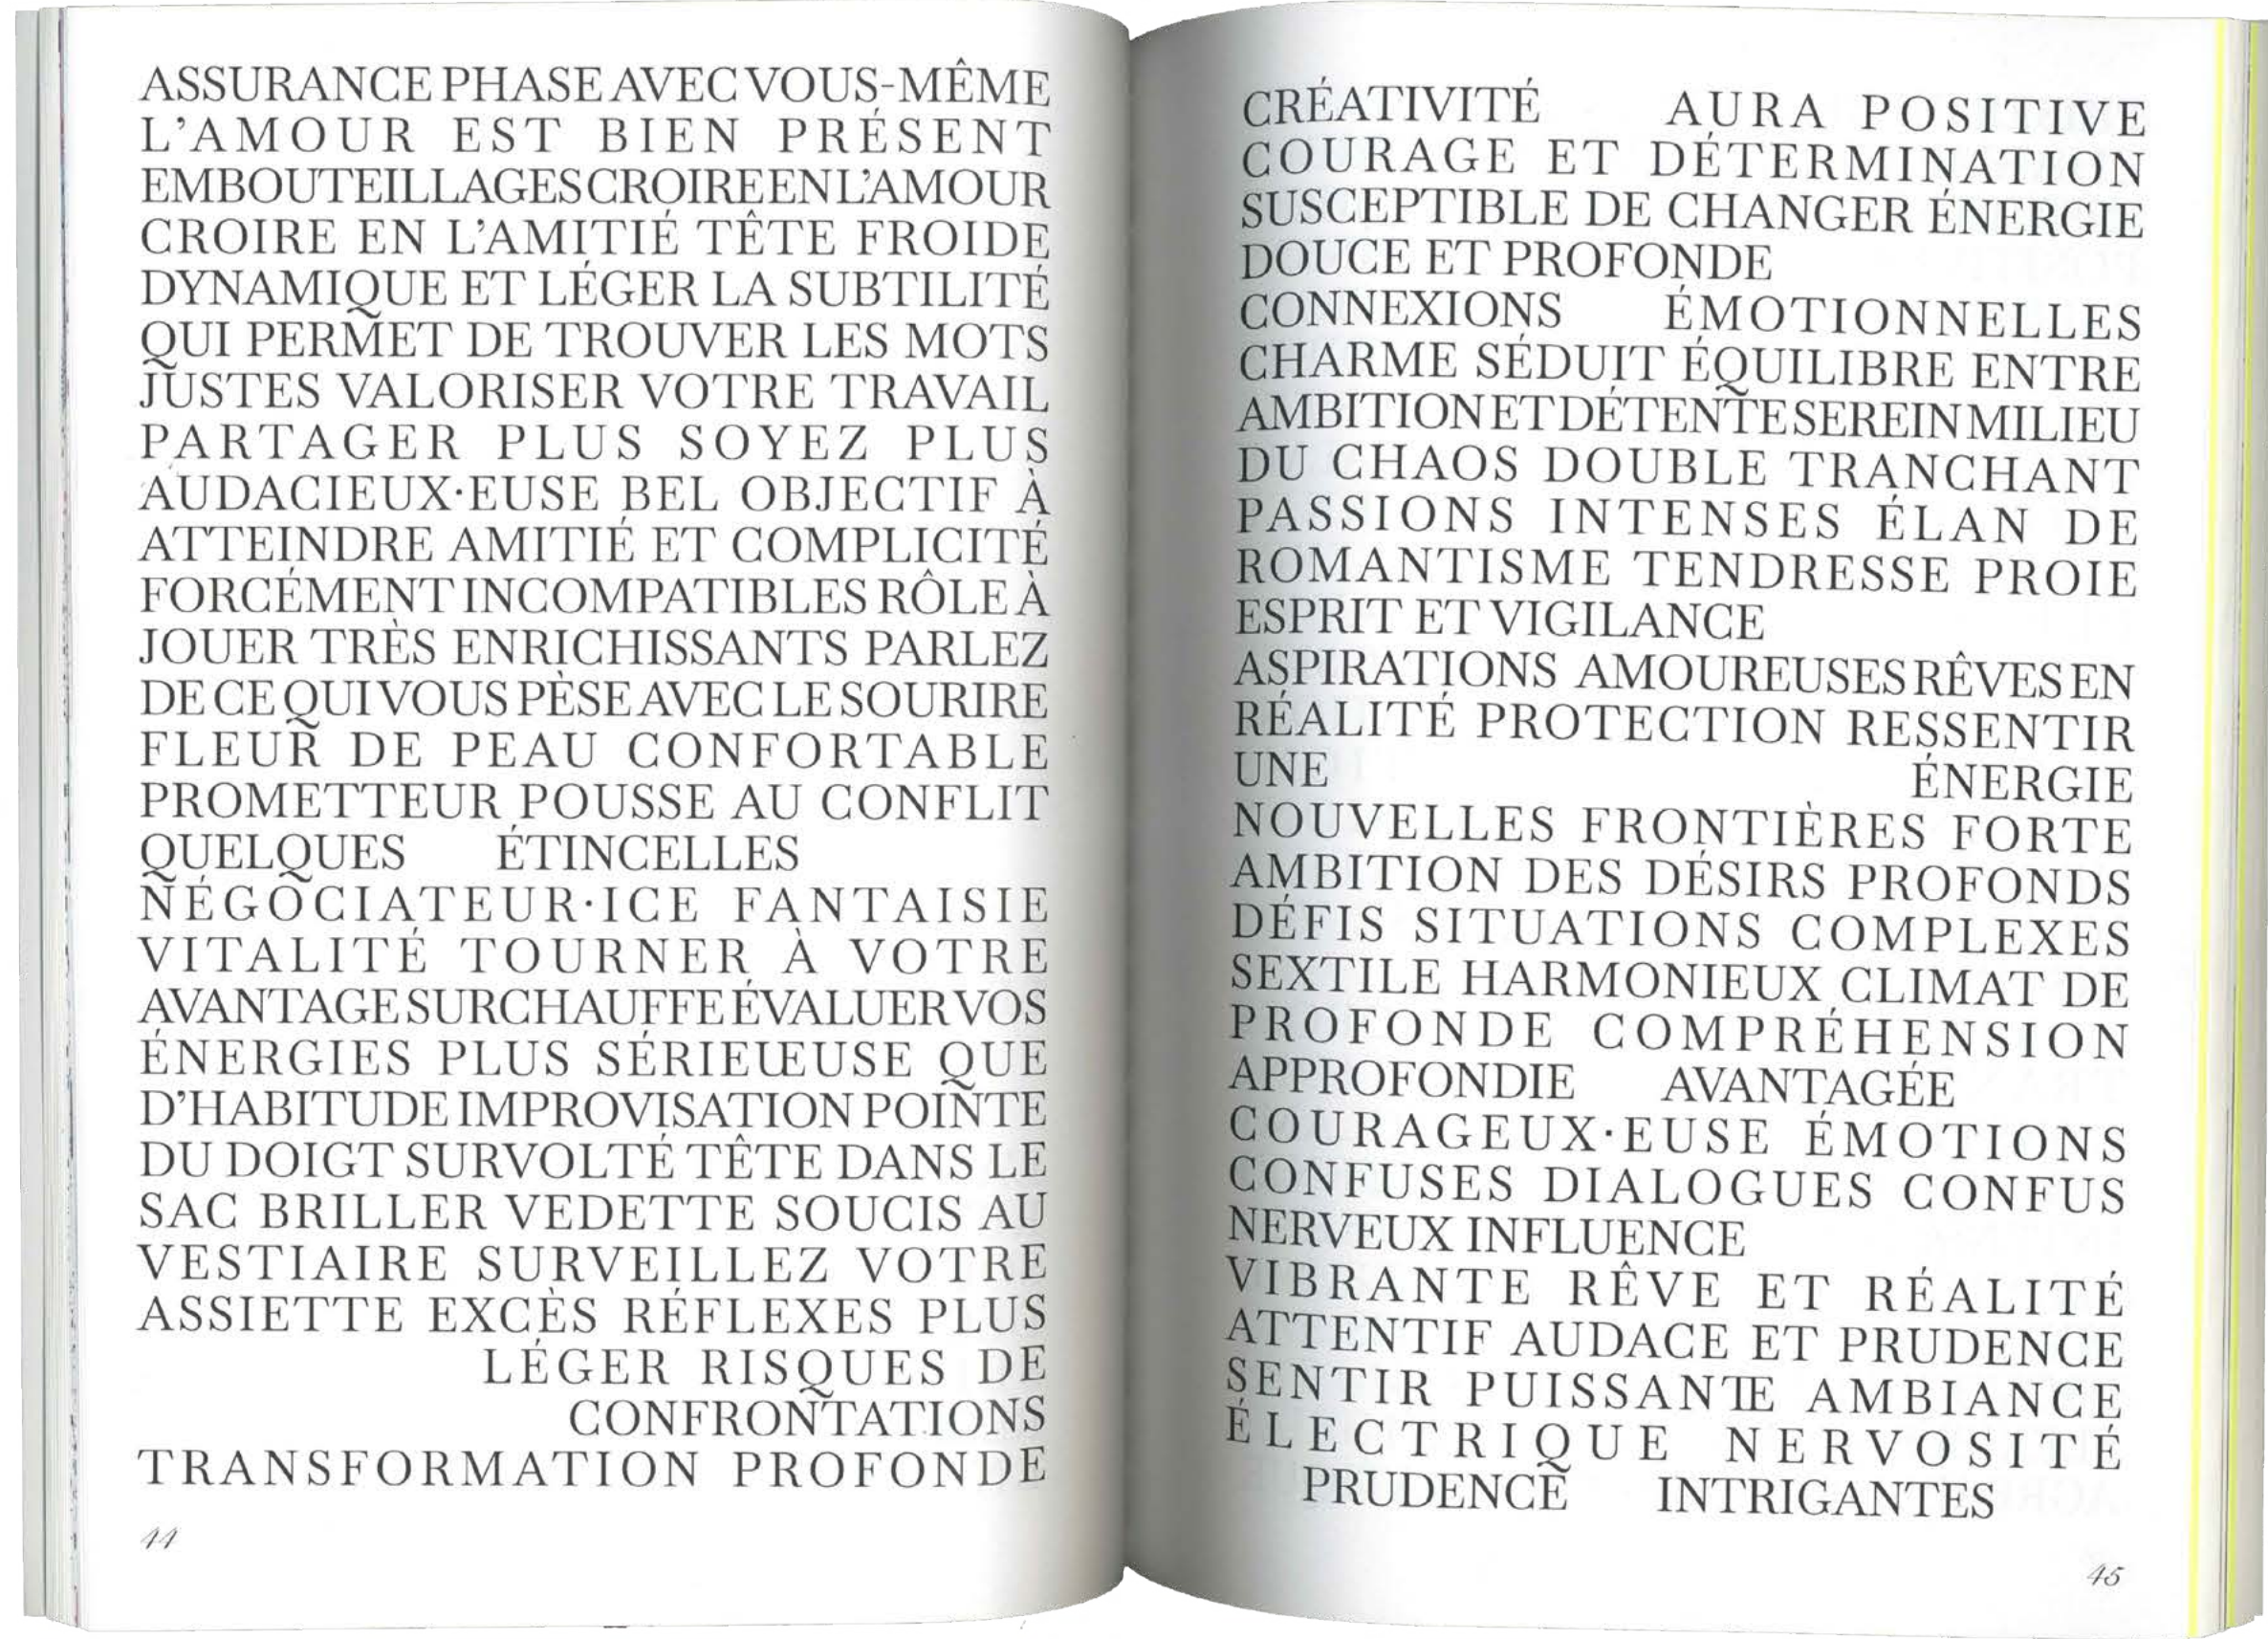 ASSURANCE PHASE AVEC VOUS-MÊME
L'AMOUR EST BIEN PRÉSENT
EMBOUTEILLAGES CROIRE EN L'AMOUR
CROIRE EN L'AMITIÉ TÊTE FROIDE
DYNAMIQUE ET LÉGER LA SUBTILITÉ
QUI PERMET DE TROUVER LES MOTS
JUSTES VALORISER VOTRE TRAVAIL
PARTAGER PLUS SOYEZ PLUS
AUDACIEUX·EUSE BEL OBJECTIF À
ATTEINDRE AMITIÉ ET COMPLICITÉ
FORCÉMENT INCOMPATIBLES RÔLE À
JOUER TRÈS ENRICHISSANTS PARLEZ
DE CE QUI VOUS PÈSE AVEC LE SOURIRE
FLEUR DE PEAU CONFORTABLE
PROMETTEUR POUSSE AU CONFLIT
QUELQUES ÉTINCELLES
NÉGOCIATEUR·ICE FANTAISIE
VITALITÉ TOURNER À VOTRE
AVANTAGE SURCHAUFFE ÉVALUER VOS
ÉNERGIES PLUS SÉRIEUEUSE QUE
D'HABITUDE IMPROVISATION POINTE
DU DOIGT SURVOLTÉ TÊTE DANS LE
SAC BRILLER VEDETTE SOUCIS AU
VESTIAIRE SURVEILLEZ VOTRE
ASSIETTE EXCÈS RÉFLEXES PLUS
LÉGER RISQUES DE
CONFRONTATIONS
TRANSFORMATION PROFONDE
44
CRÉATIVITÉ AURA POSITIVE
COURAGE ET DÉTERMINATION
SUSCEPTIBLE DE CHANGER ÉNERGIE
DOUCE ET PROFONDE
CONNEXIONS ÉMOTIONNELLES
CHARME SÉDUIT ÉQUILIBRE ENTRE
AMBITION ET DÉTENTE SEREIN MILIEU
DU CHAOS DOUBLE TRANCHANT
PASSIONS INTENSES ÉLAN DE
ROMANTISME TENDRESSE PROIE
ESPRIT ET VIGILANCE
ASPIRATIONS AMOUREUSES RÊVES EN
RÉALITÉ PROTECTION RESSENTIR
UNE ÉNERGIE
NOUVELLES FRONTIÈRES FORTE
AMBITION DES DÉSIRS PROFONDS
DÉFIS SITUATIONS COMPLEXES
SEXTILE HARMONIEUX CLIMAT DE
PROFONDE COMPRÉHENSION
APPROFONDIE AVANTAGÉE
COURAGEUX·EUSE ÉMOTIONS
CONFUSES DIALOGUES CONFUS
NERVEUX INFLUENCE
VIBRANTE RÊVE ET RÉALITÉ
ATTENTIF AUDACE ET PRUDENCE
SENTIR PUISSANTE AMBIANCE
ÉLECTRIQUE NERVOSITÉ
PRUDENCE INTRIGANTES
45